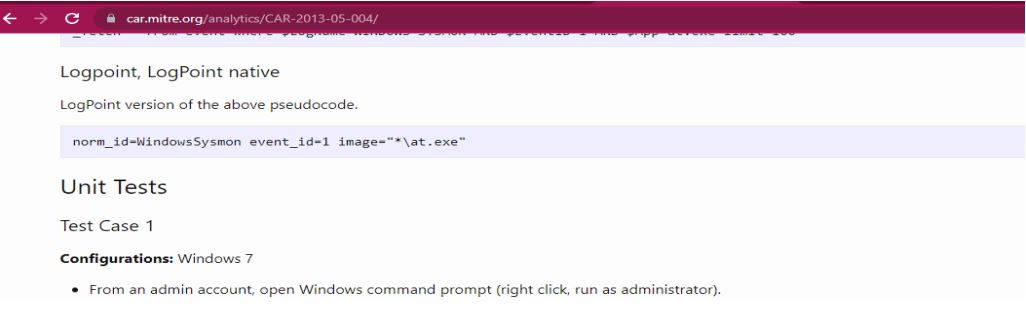 car.mitre.org/analytics/CAR-2013-05-004/
Logpoint, LogPoint native
LogPoint version of the above pseudocode.
norm_id=WindowsSysmon event_id=1 image="*\at.exe"
Unit Tests
Test Case 1
Configurations: Windows 7
• From an admin account, open Windows command prompt (right click, run as administrator).